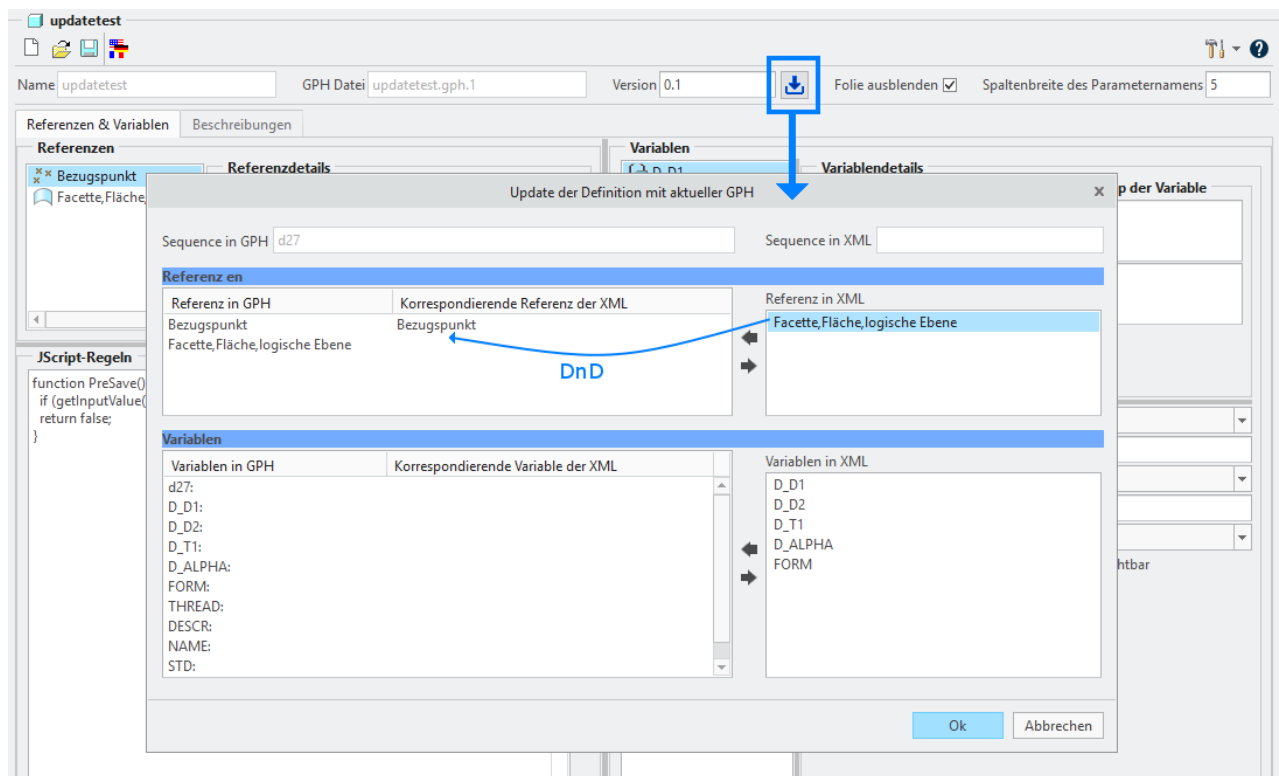 updatetest
Name updatetest GPH Datei updatetest.gph.1 Version 0.1 Folie ausblenden Spaltenbreite des Parameternamens 5
Referenzen & Variablen Beschreibungen
Referenzen Variablen
Bezugspunkt Referenzdetails D_D1 Variablendetails
Facette,Fläche, p der Variable
Update der Definition mit aktueller GPH x
Sequence in GPH d27 Sequence in XML
Referenz en
Referenz in GPH Korrespondierende Referenz der XML Referenz in XML
Bezugspunkt Bezugspunkt Facette,Fläche,logische Ebene
Facette,Fläche,logische Ebene
DnD
JScript-Regeln
function PreSave()
if (getInputValue(
return false;
}
Variablen
Variablen in GPH Korrespondierende Variable der XML Variablen in XML
d27: D_D1
D_D1: D_D2
D_D2: D_T1
D_T1: D_ALPHA
D_ALPHA: FORM
FORM:
THREAD:
DESCR:
NAME:
STD:
htbar
Ok Abbrechen